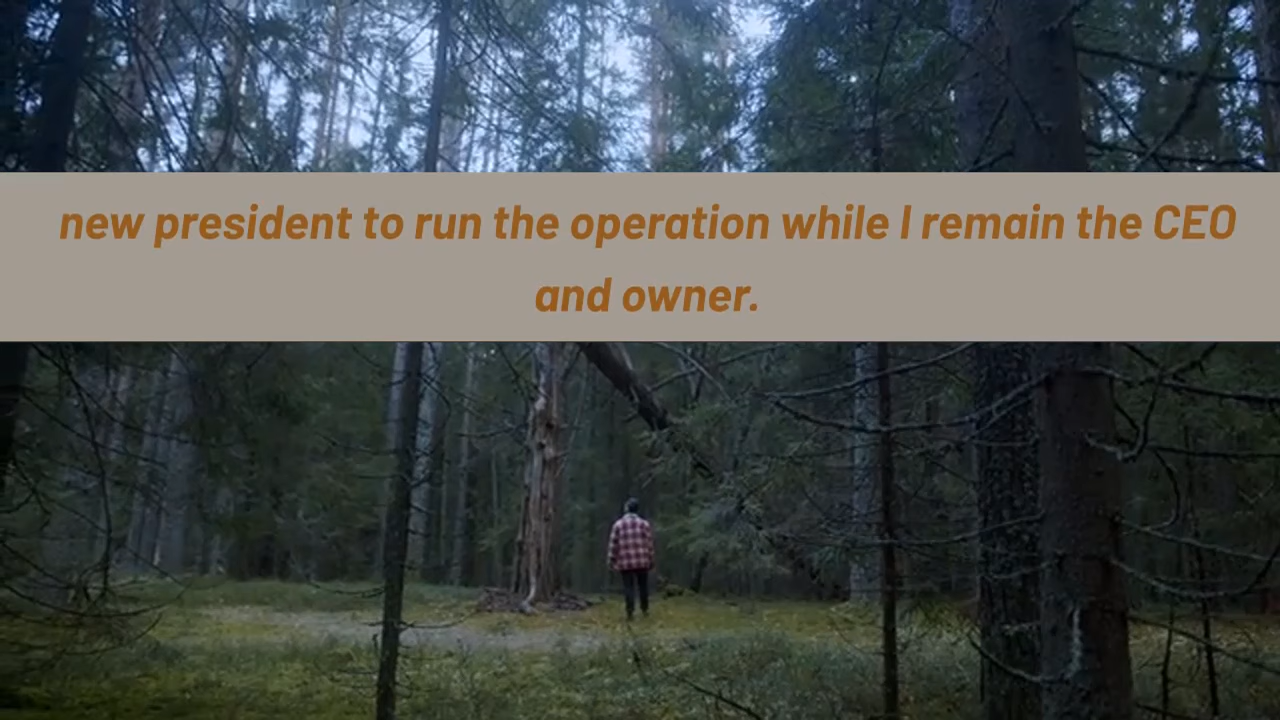 new president to run the operation while I remain the CEO
and owner.